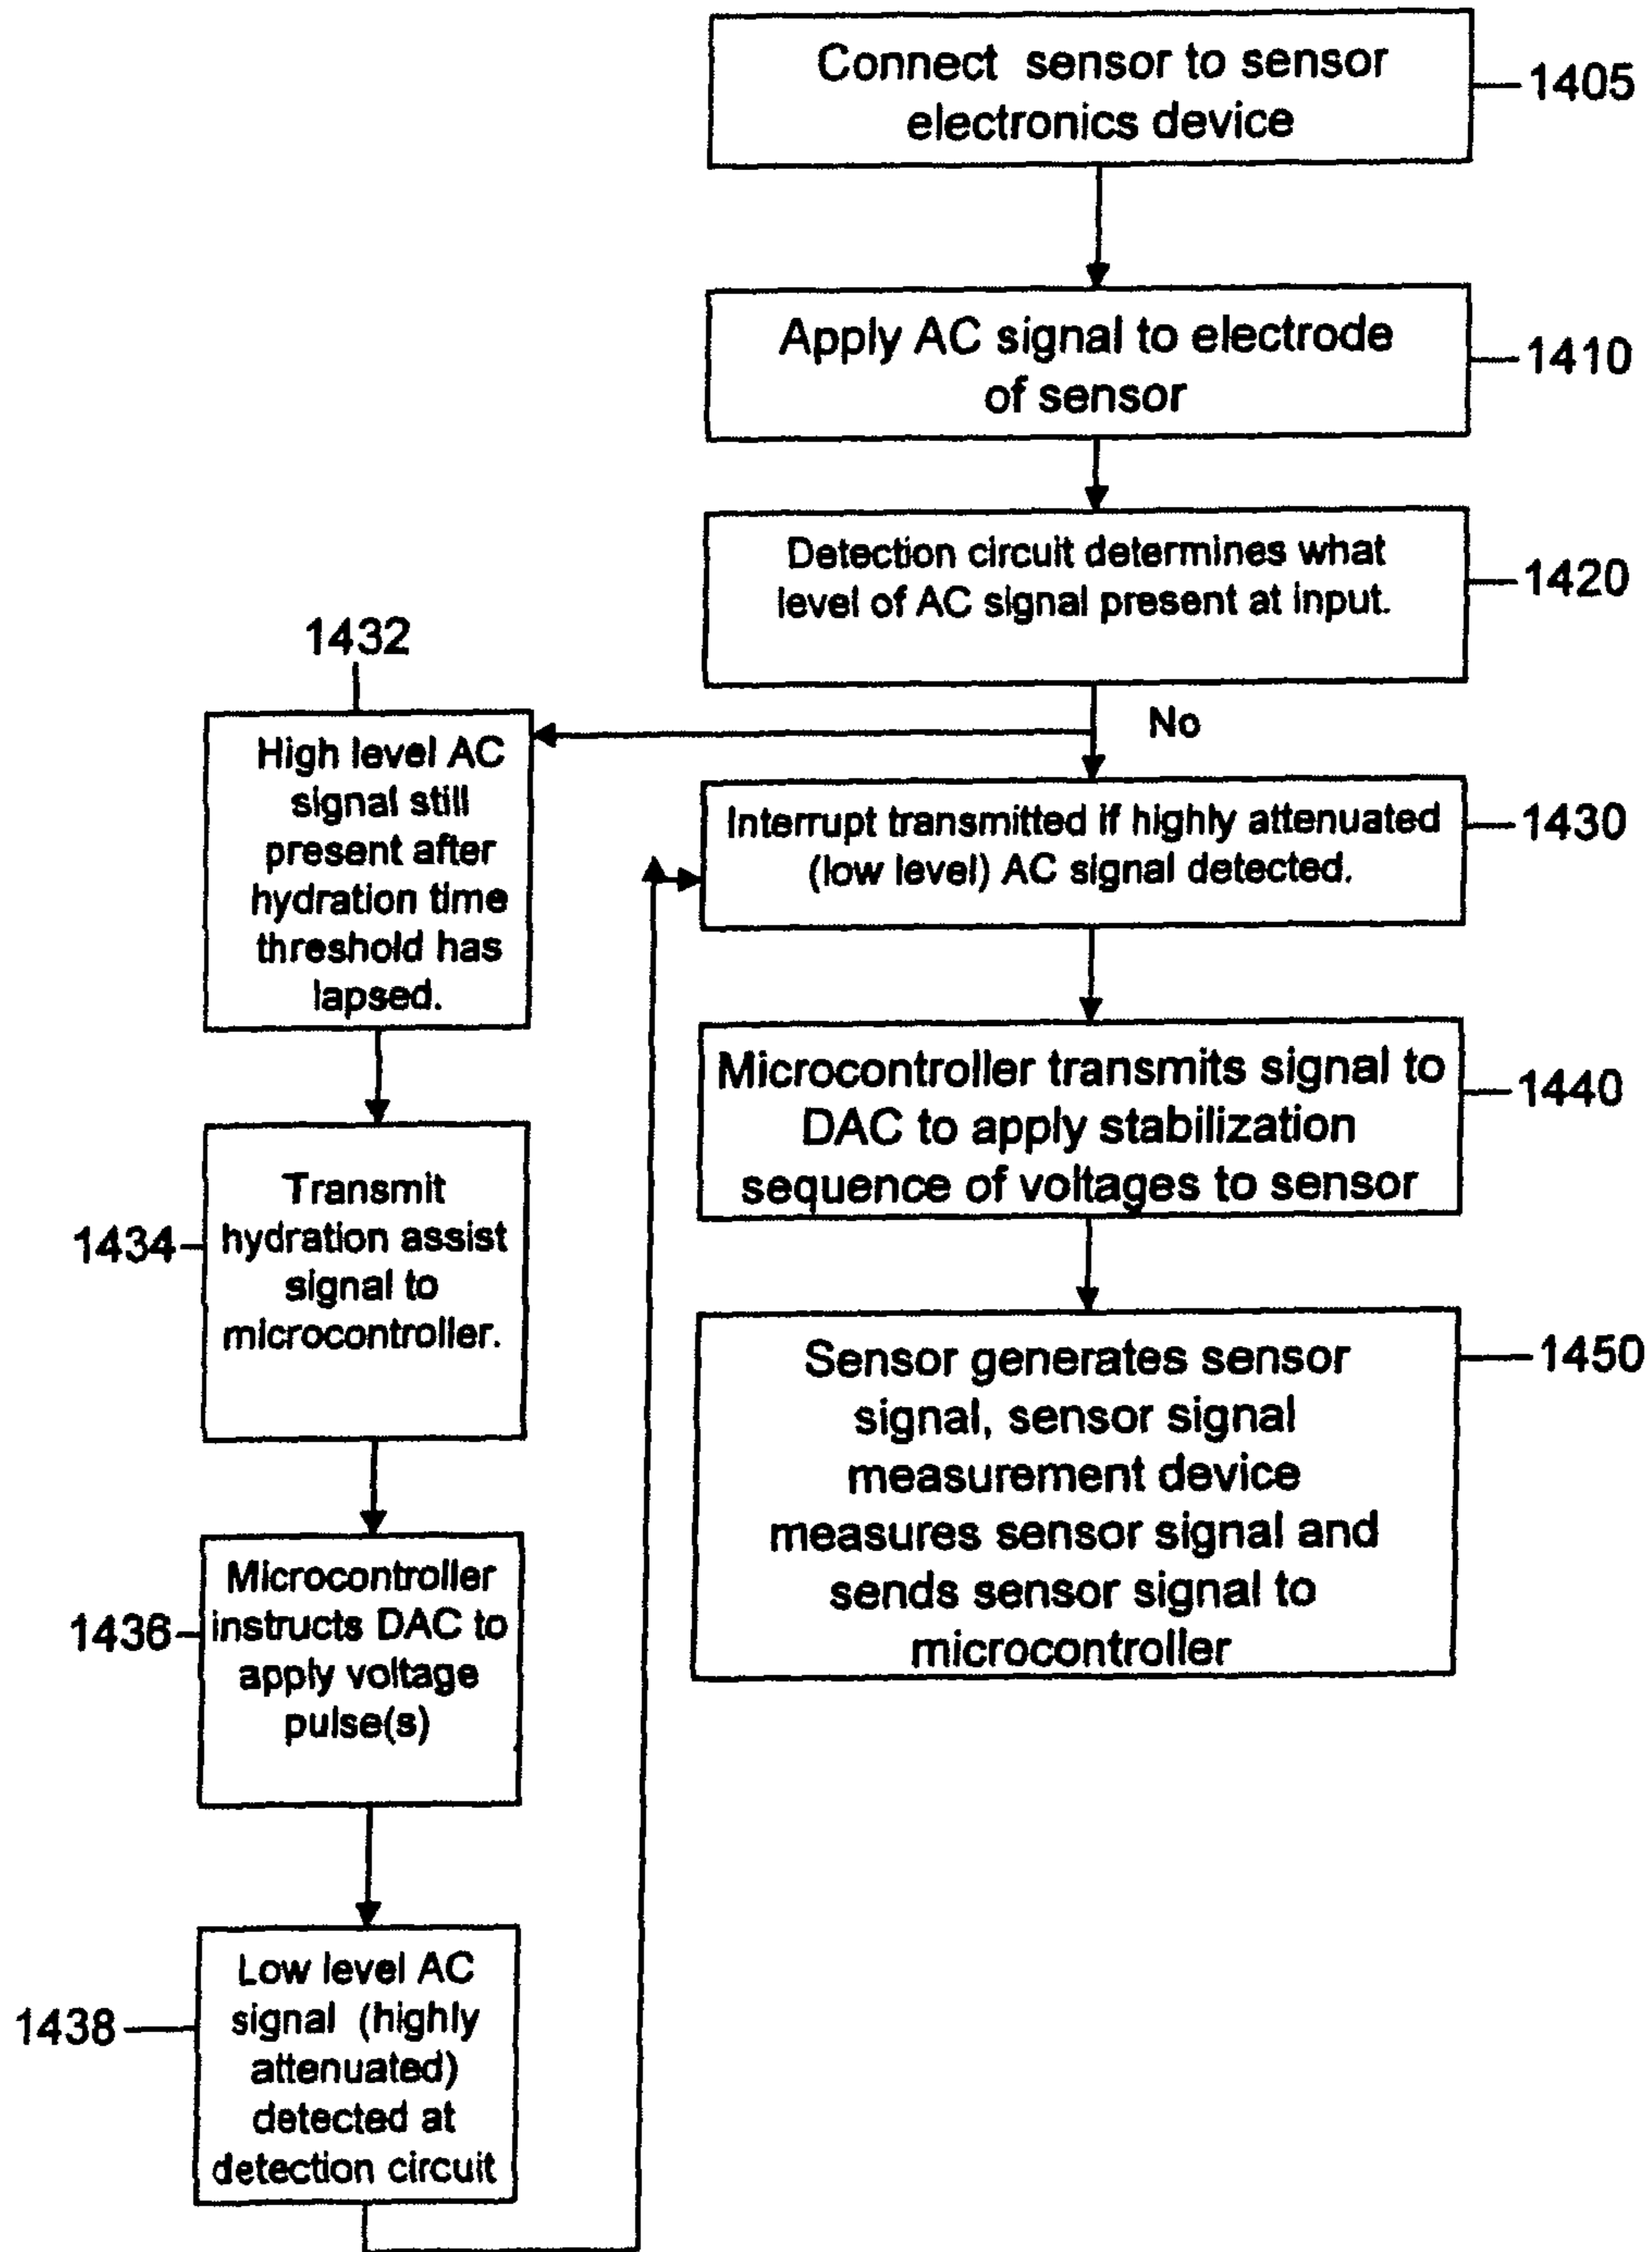 Connect sensor to sensor
electronics device
1405
Apply AC signal to electrode
of sensor
1410
Detection circuit determines what
level of AC signal present at input.
1420
No
1432
High level AC
signal still
present after
hydration time
threshold has
lapsed.
Interrupt transmitted if highly attenuated
(low level) AC signal detected.
1430
Microcontroller transmits signal to
DAC to apply stabilization
sequence of voltages to sensor
1440
1434
Transmit
hydration assist
signal to
microcontroller.
Sensor generates sensor
signal, sensor signal
measurement device
measures sensor signal and
sends sensor signal to
microcontroller
1450
1436
Microcontroller
instructs DAC to
apply voltage
pulse(s)
1438
Low level AC
signal (highly
attenuated)
detected at
detection circuit